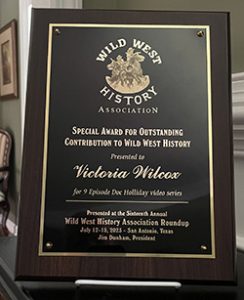 WILD WEST
HISTORY
ASSOCIATION
SPECIAL AWARD FOR OUTSTANDING
CONTRIBUTION TO WILD WEST HISTORY
Presented to
Victoria Wilcox
for 9 Episode Doc Holliday video series
Presented at the Sixteenth Annual
Wild West History Association Roundup
July 12-15, 2023 - San Antonio, Texas
Jim Dunham, President